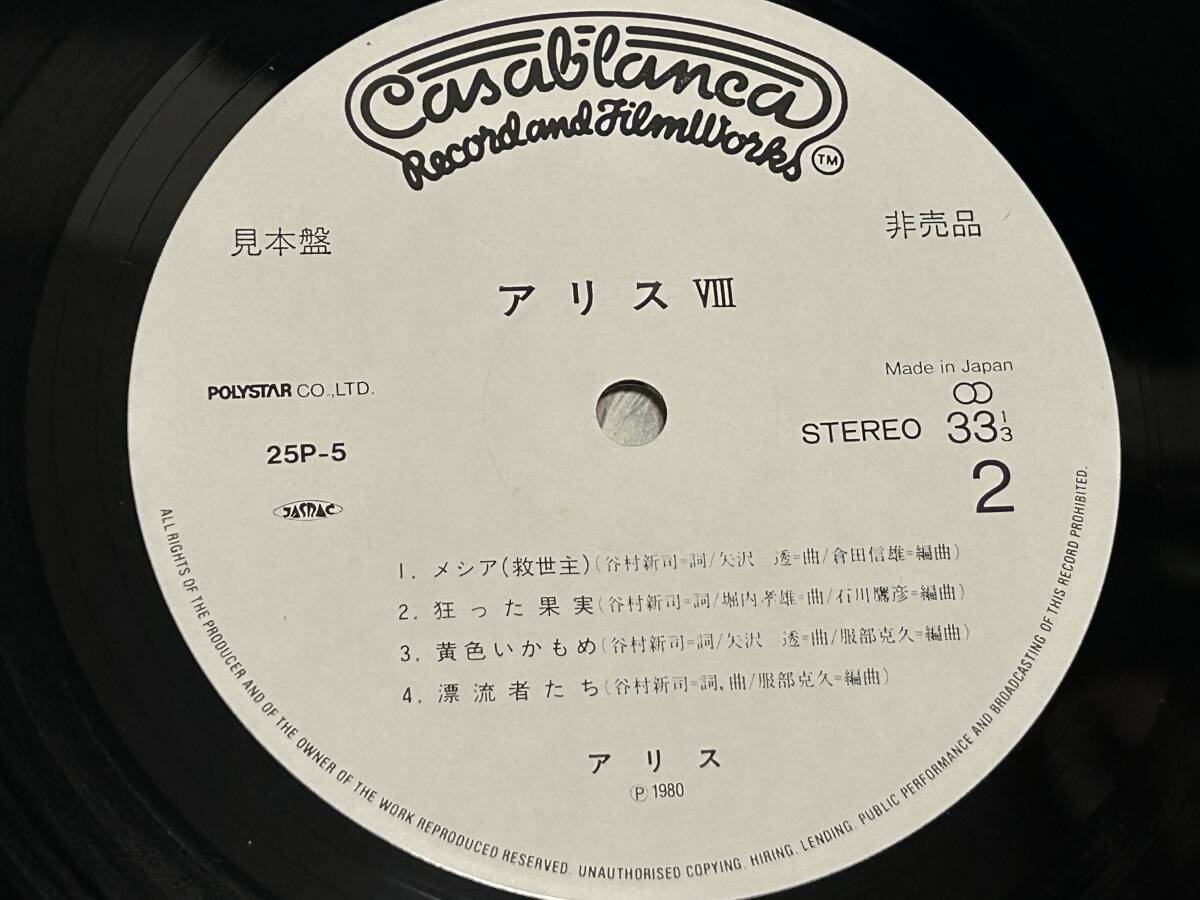 Casablanca
Record and FilmWorks TM
見本盤
非売品
アリス VIII
POLYSTAR CO.,LTD.
Made in Japan
25P-5
STEREO 33 1/3
2
JASRAC
1. メシア(救世主)(谷村新司=詞/矢沢 透=曲/倉田信雄=編曲)
2. 狂った果実(谷村新司=詞/堀内孝雄=曲/石川鷹彦=編曲)
3. 黄色いかもめ(谷村新司=詞/矢沢 透=曲/服部克久=編曲)
4. 漂流者たち(谷村新司=詞,曲/服部克久=編曲)
アリス
Ⓟ 1980
ALL RIGHTS OF THE PRODUCER AND OF THE OWNER OF THE WORK REPRODUCED RESERVED. UNAUTHORISED COPYING, HIRING, LENDING, PUBLIC PERFORMANCE AND BROADCASTING OF THIS RECORD PROHIBITED.